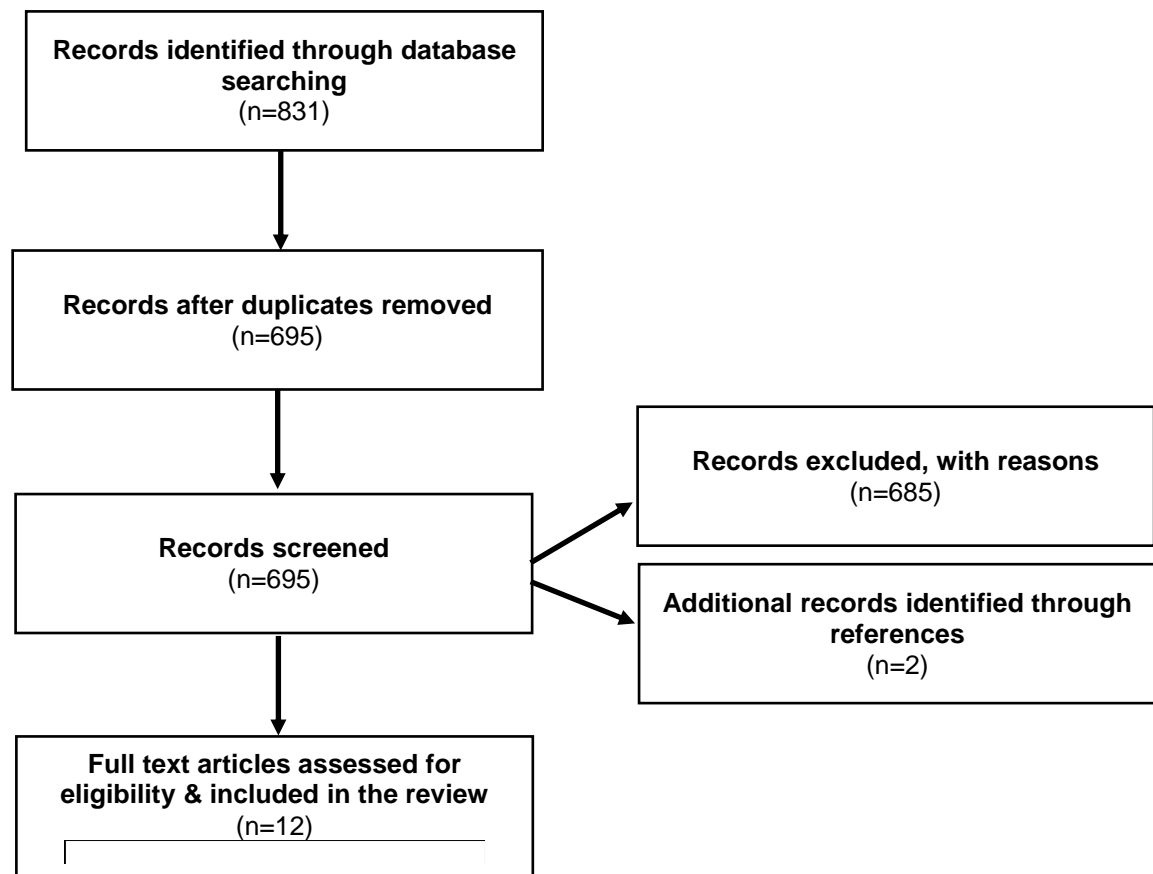 Records identified through database
searching
(n=831)
Records after duplicates removed
(n=695)
Records excluded, with reasons
(n=685)
Records screened
(n=695)
Additional records identified through
references
(n=2)
Full text articles assessed for
eligibility & included in the review
(n=12)